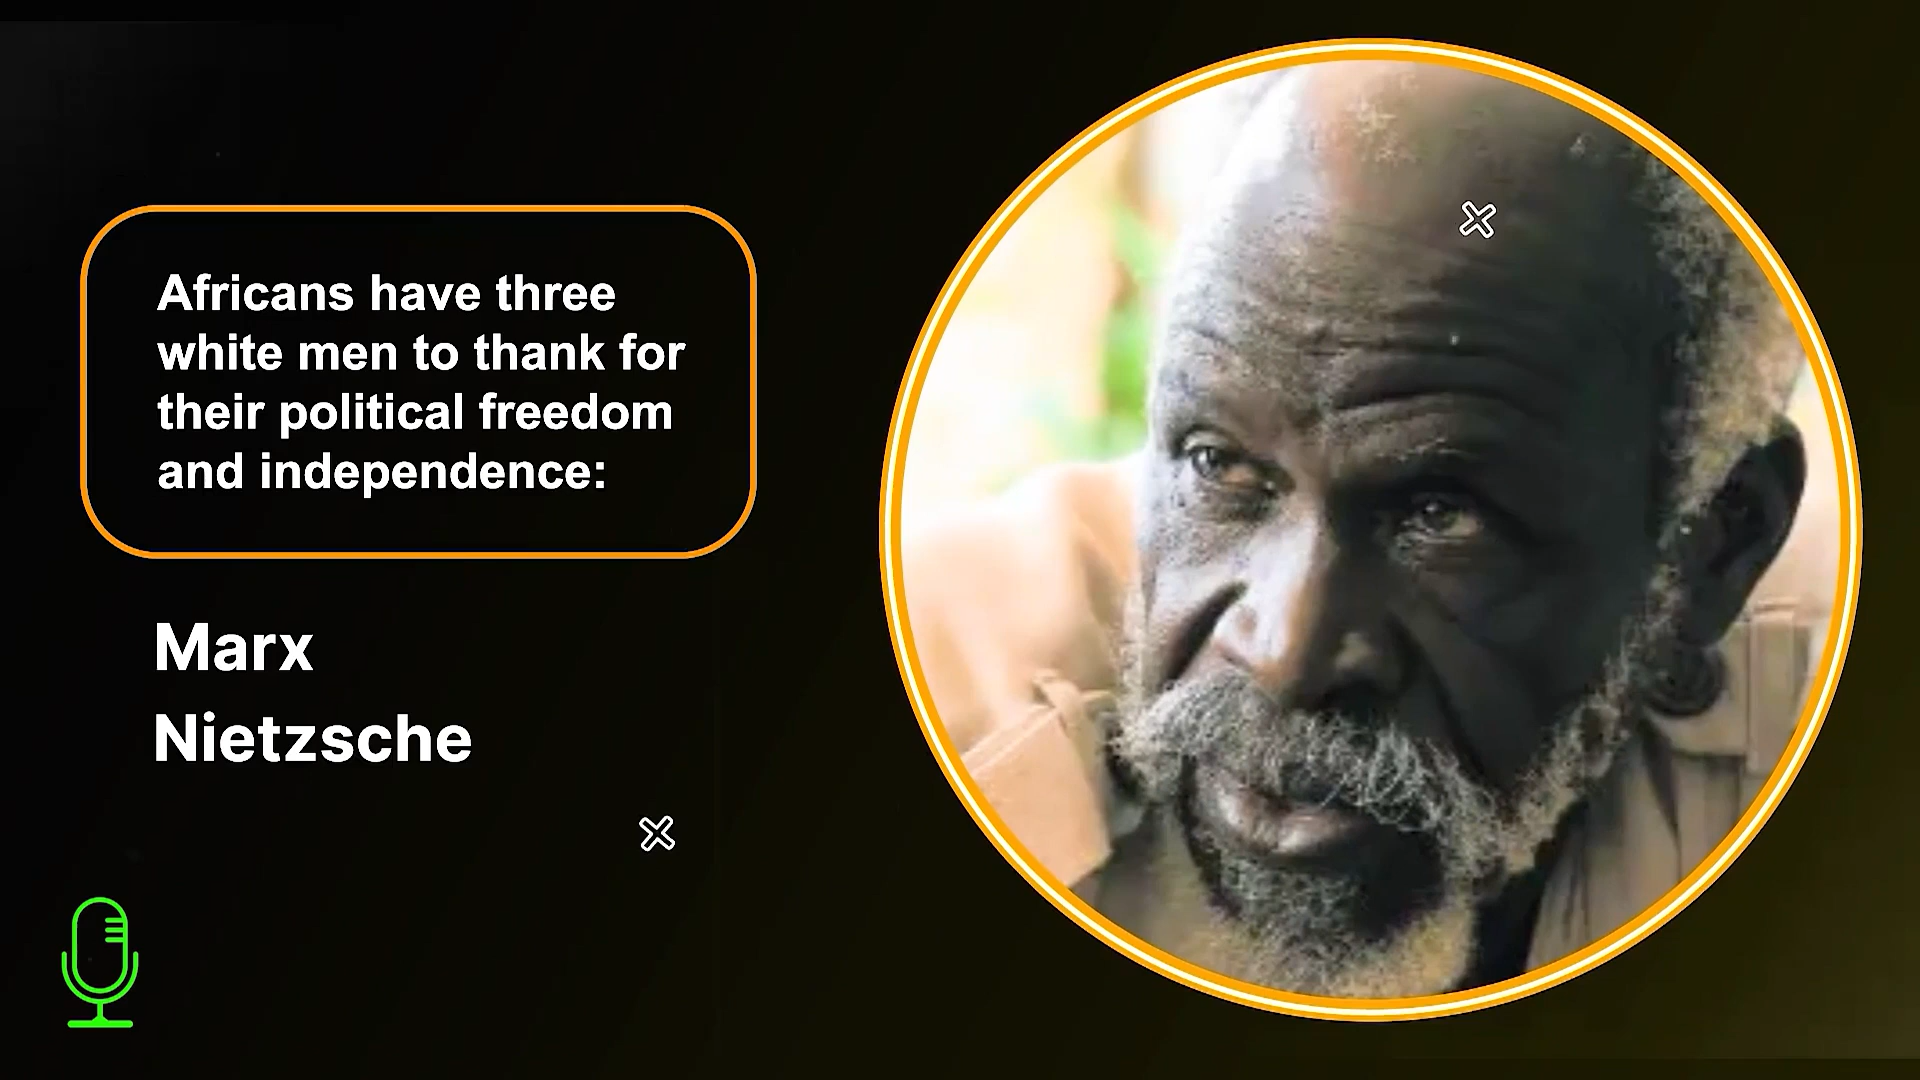 Africans have three
white men to thank for
their political freedom
and independence:
Marx
Nietzsche